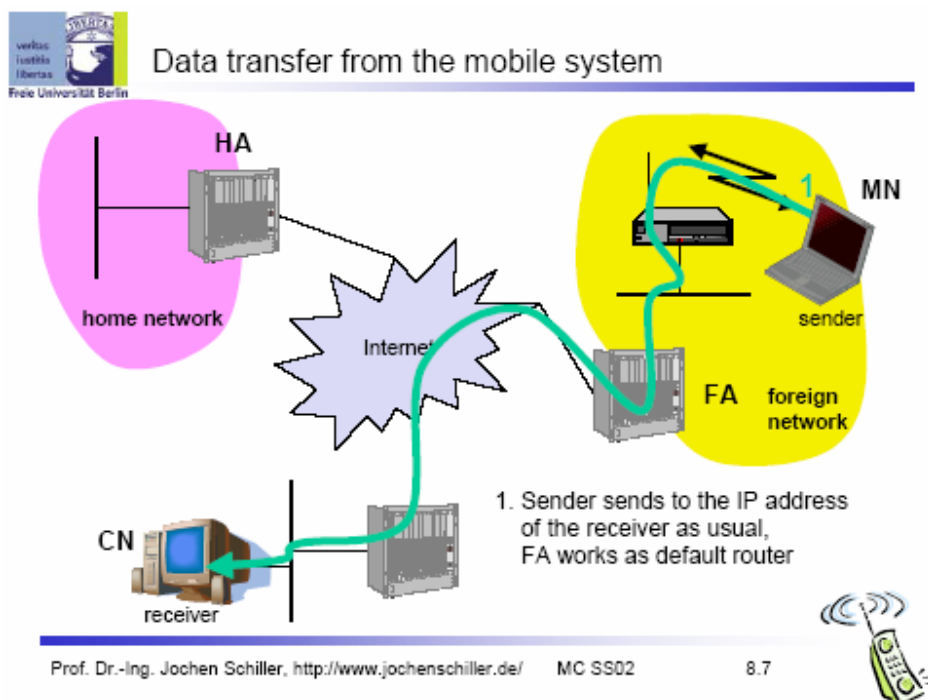 veritas
iustitia
libertas
Freie Universität Berlin
Data transfer from the mobile system
HA
home network
Internet
1
MN
sender
FA
foreign
network
CN
receiver
1. Sender sends to the IP address
of the receiver as usual,
FA works as default router
Prof. Dr.-Ing. Jochen Schiller, http://www.jochenschiller.de/ MC SS02 8.7